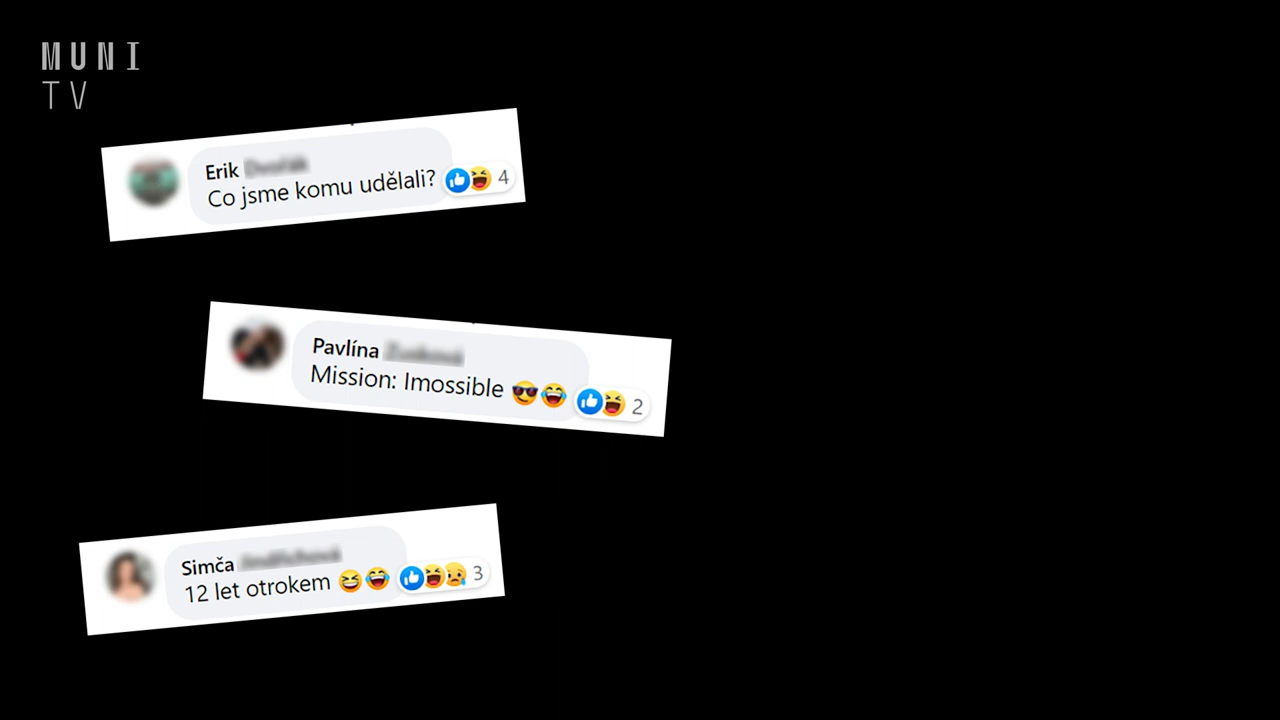 MUNI
TV
Erik
Co jsme komu udělali?
4
Pavlína
Mission: Imossible 😎😂
2
Simča
12 let otrokem 😆😂
3